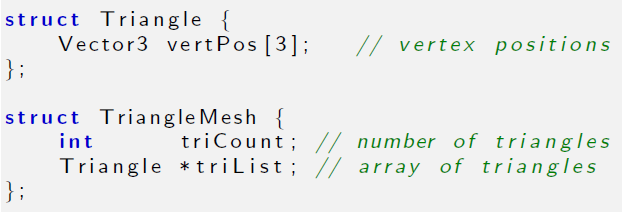 struct Triangle {
Vector3 vertPos[3]; // vertex positions
};
struct TriangleMesh {
int triCount; // number of triangles
Triangle *triList; // array of triangles
};